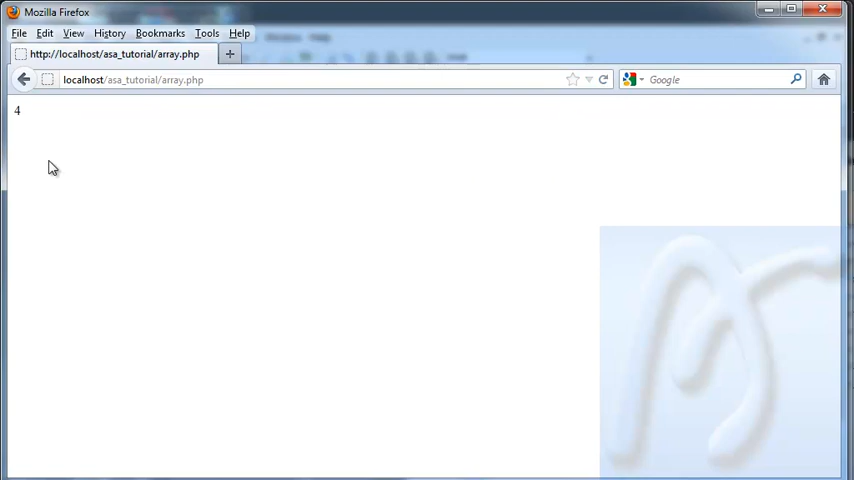 Mozilla Firefox
File Edit View History Bookmarks Tools Help
http://localhost/asa_tutorial/array.php
localhost/asa_tutorial/array.php
Google
4